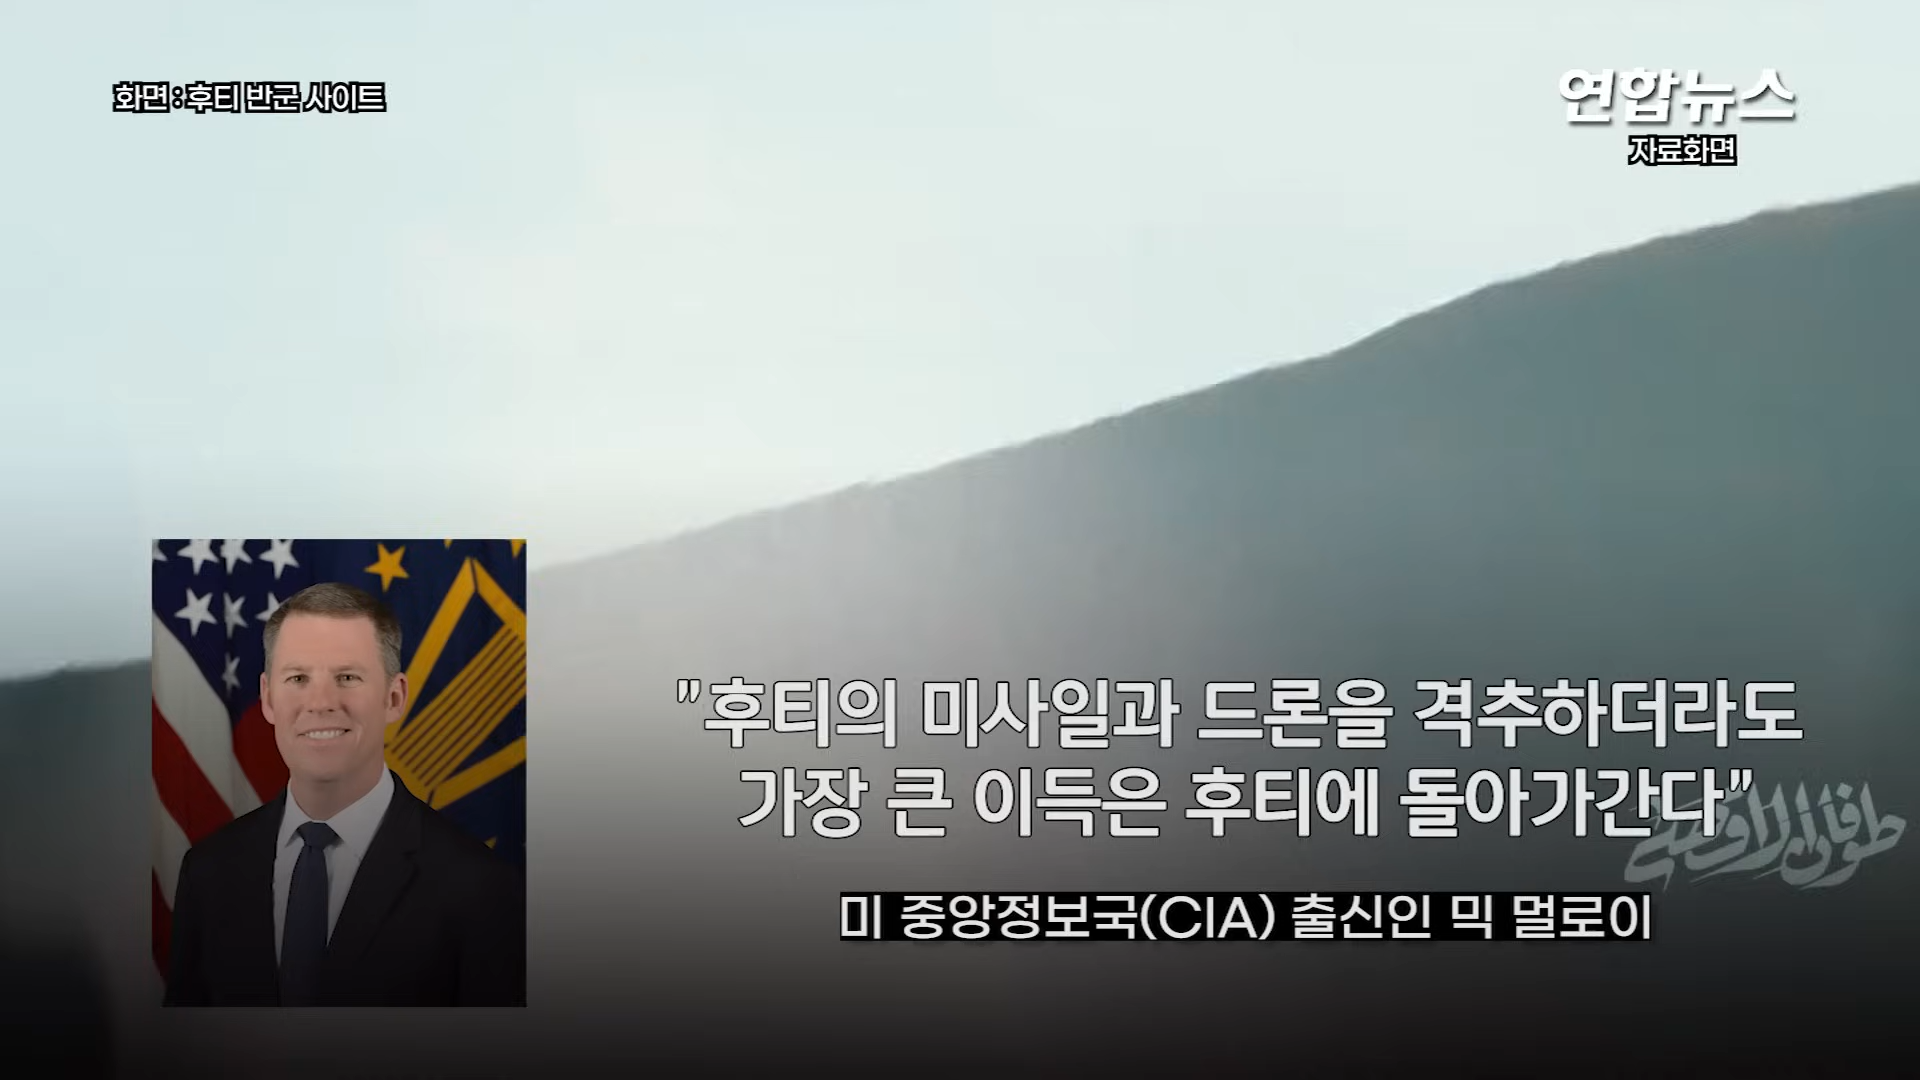 화면 : 후티 반군 사이트
연합뉴스
자료화면
"후티의 미사일과 드론을 격추하더라도
가장 큰 이득은 후티에 돌아가간다"
طوفان الأقصى
미 중앙정보국(CIA) 출신인 믹 멀로이